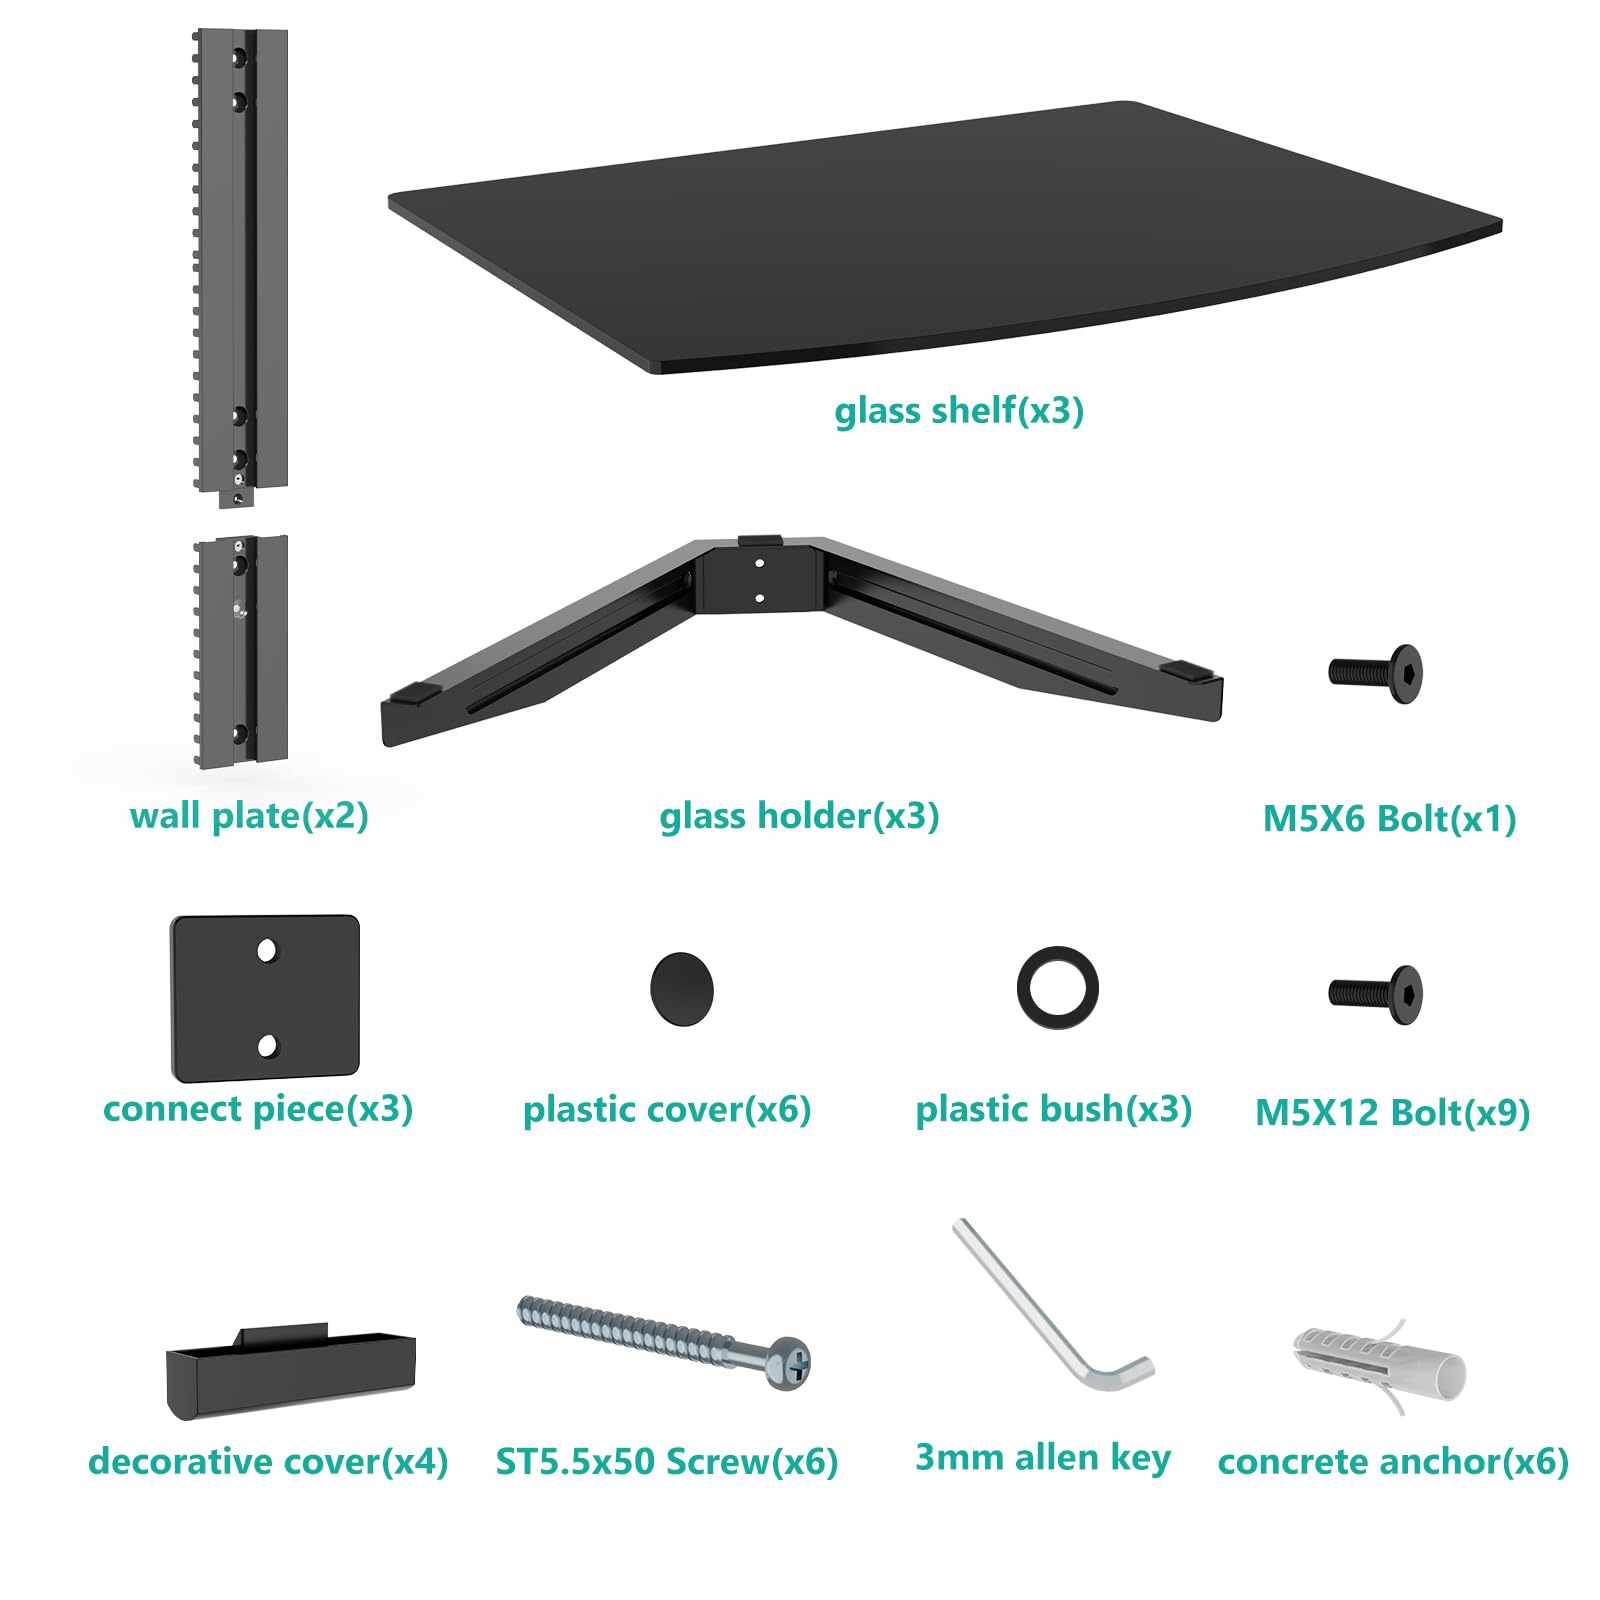 glass shelf(x3)
wall plate(x2)
glass holder(x3)
M5X6 Bolt(x1)
connect piece(x3)
plastic cover(x6)
plastic bush(x3)
M5X12 Bolt(x9)
decorative cover(x4)
ST5.5x50 Screw(x6)
3mm allen key
concrete anchor(x6)